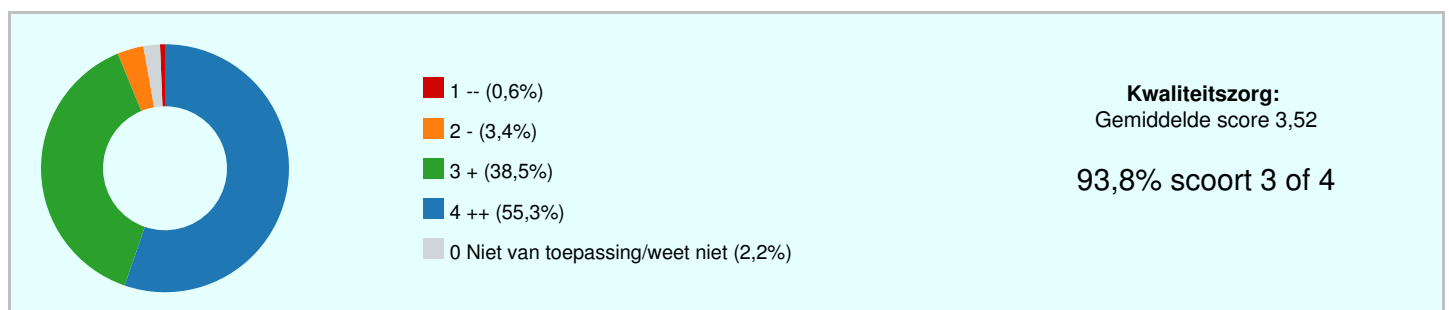 1 -- (0,6%)
2 - (3,4%)
3 + (38,5%)
4 ++ (55,3%)
0 Niet van toepassing/weet niet (2,2%)
Kwaliteitszorg:
Gemiddelde score 3,52
93,8% scoort 3 of 4